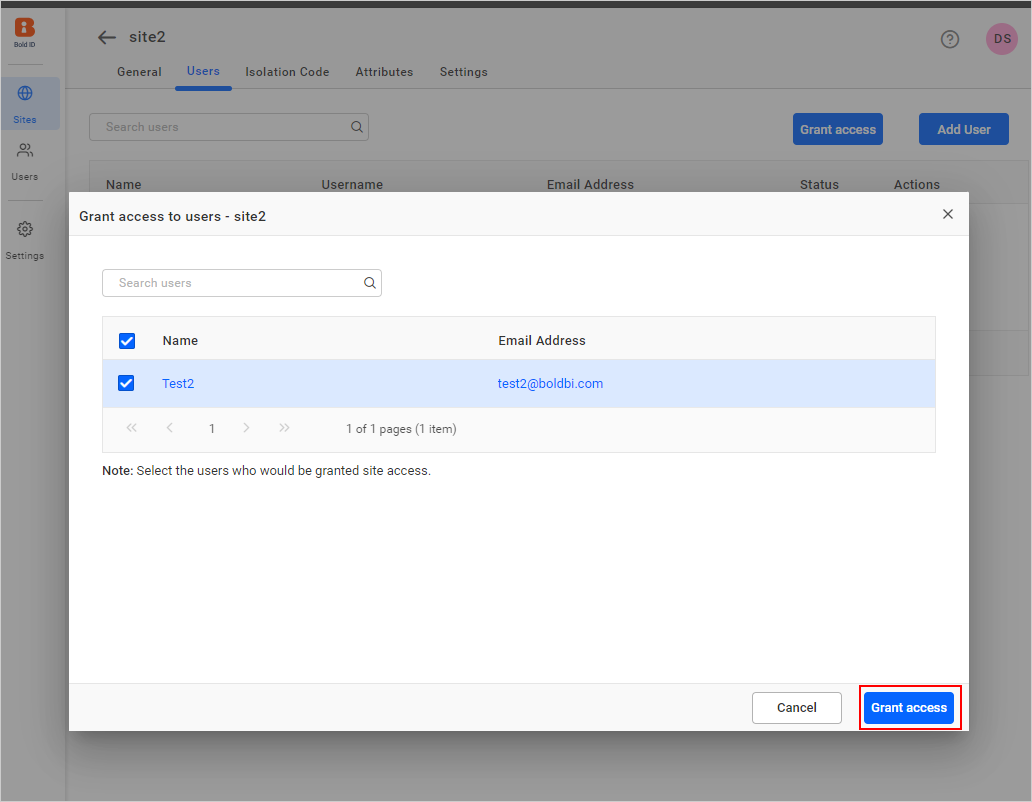 Bold ID
site2
DS
General Users Isolation Code Attributes Settings
Sites
Search users
Grant access
Add User
Users
Name Username Email Address Status Actions
Settings
Grant access to users - site2
Search users
Name Email Address
Test2 test2@boldbi.com
1 1 of 1 pages (1 item)
Note: Select the users who would be granted site access.
Cancel
Grant access